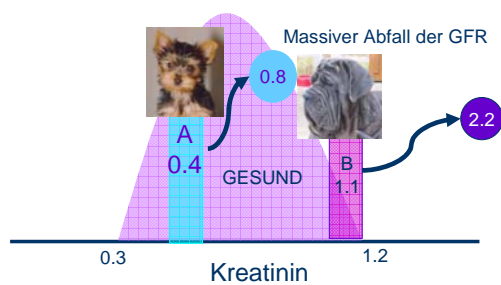 Massiver Abfall der GFR
0.8
2.2
A
0.4
B
1.1
GESUND
0.3
1.2
Kreatinin